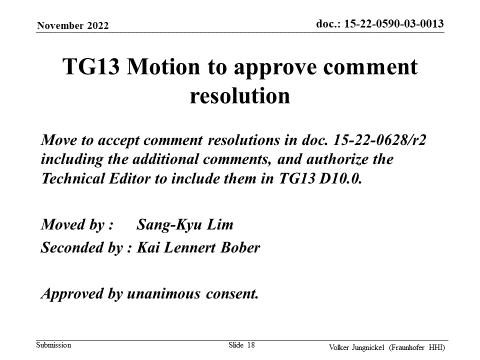 November 2022 doc.: 15-22-0590-03-0013
TG13 Motion to approve comment
resolution
Move to accept comment resolutions in doc. 15-22-0628/r2
including the additional comments, and authorize the
Technical Editor to include them in TG13 D10.0.
Moved by : Sang-Kyu Lim
Seconded by : Kai Lennert Bober
Approved by unanimous consent.
Submission Slide 18 Volker Jungnickel (Fraunhofer HHI)